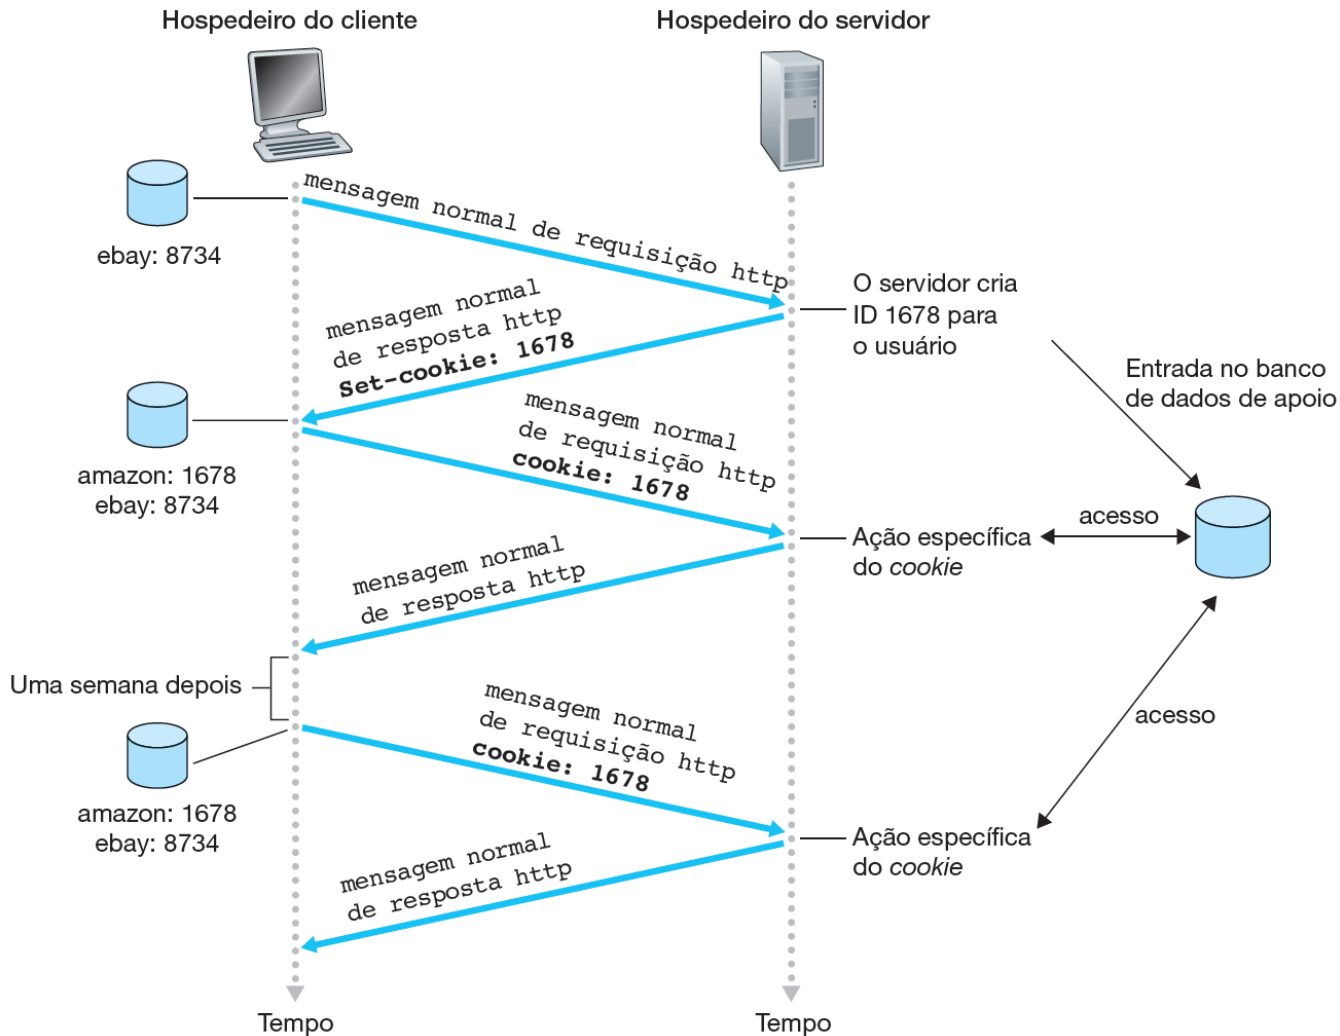 Hospedeiro do cliente
Hospedeiro do servidor
mensagem normal de requisição http
ebay: 8734
O servidor cria
ID 1678 para
o usuário
mensagem normal
de resposta http
Set-cookie: 1678
Entrada no banco
de dados de apoio
amazon: 1678
ebay: 8734
mensagem normal
de requisição http
cookie: 1678
acesso
Ação específica
do cookie
mensagem normal
de resposta http
Uma semana depois
mensagem normal
de requisição http
cookie: 1678
acesso
amazon: 1678
ebay: 8734
Ação específica
do cookie
mensagem normal
de resposta http
Tempo
Tempo